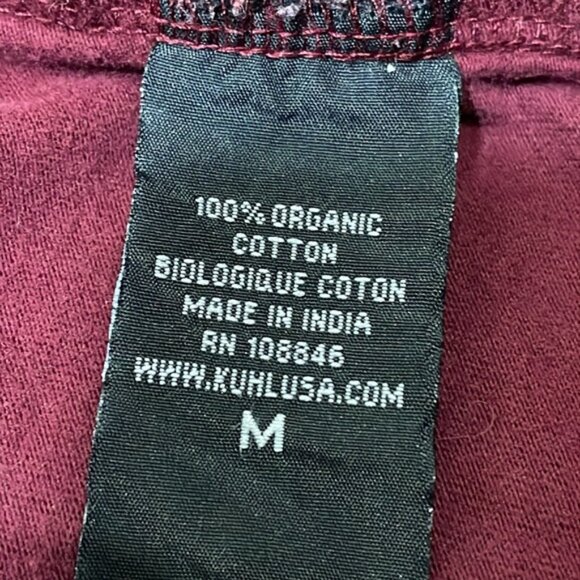 100% ORGANIC
COTTON
BIOLOGIQUE COTON
MADE IN INDIA
RN 108846
WWW.KUHLUSA.COM
M